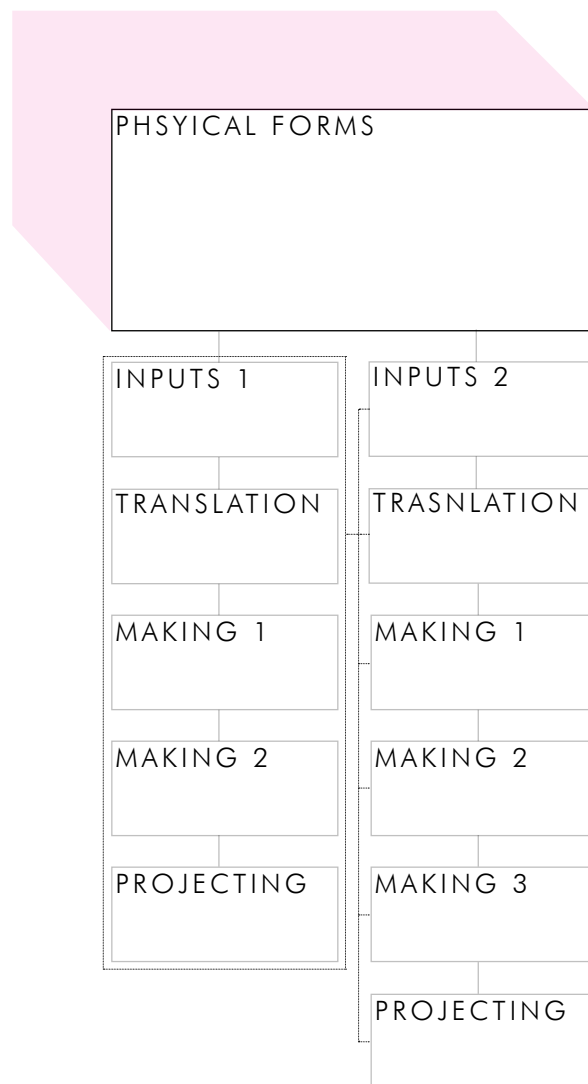 PHSYICAL FORMS
INPUTS 1
TRANSLATION
MAKING 1
MAKING 2
PROJECTING
INPUTS 2
TRASNLATION
MAKING 1
MAKING 2
MAKING 3
PROJECTING